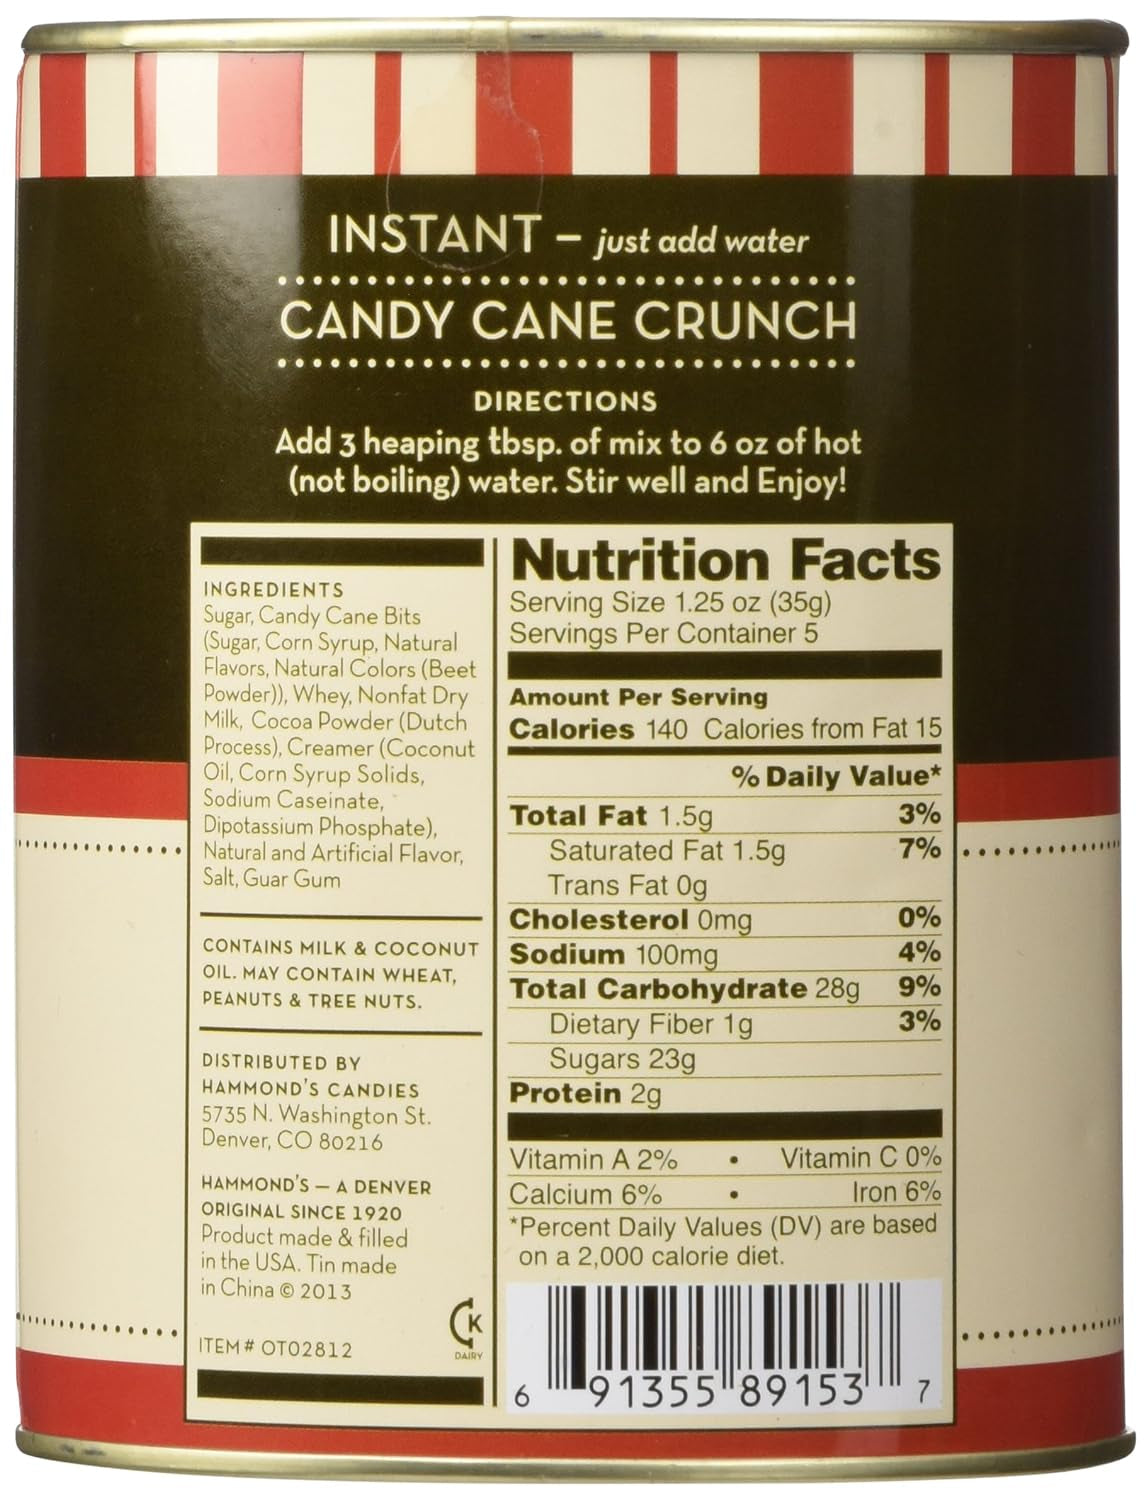 INSTANT – just add water
CANDY CANE CRUNCH
DIRECTIONS
Add 3 heaping tbsp. of mix to 6 oz of hot
(not boiling) water. Stir well and Enjoy!
INGREDIENTS
Sugar, Candy Cane Bits
(Sugar, Corn Syrup, Natural
Flavors, Natural Colors (Beet
Powder)), Whey, Nonfat Dry
Milk, Cocoa Powder (Dutch
Process), Creamer (Coconut
Oil, Corn Syrup Solids,
Sodium Caseinate,
Dipotassium Phosphate),
Natural and Artificial Flavor,
Salt, Guar Gum
CONTAINS MILK & COCONUT
OIL. MAY CONTAIN WHEAT,
PEANUTS & TREE NUTS.
DISTRIBUTED BY
HAMMOND'S CANDIES
5735 N. Washington St.
Denver, CO 80216
HAMMOND'S — A DENVER
ORIGINAL SINCE 1920
Product made & filled
in the USA. Tin made
in China © 2013
ITEM# OT02812
K
DAIRY
Nutrition Facts
Serving Size 1.25 oz (35g)
Servings Per Container 5
Amount Per Serving
Calories 140 Calories from Fat 15
% Daily Value*
Total Fat 1.5g 3%
Saturated Fat 1.5g 7%
Trans Fat 0g
Cholesterol 0mg 0%
Sodium 100mg 4%
Total Carbohydrate 28g 9%
Dietary Fiber 1g 3%
Sugars 23g
Protein 2g
Vitamin A 2% • Vitamin C 0%
Calcium 6% • Iron 6%
*Percent Daily Values (DV) are based
on a 2,000 calorie diet.
6 91355 89153 7